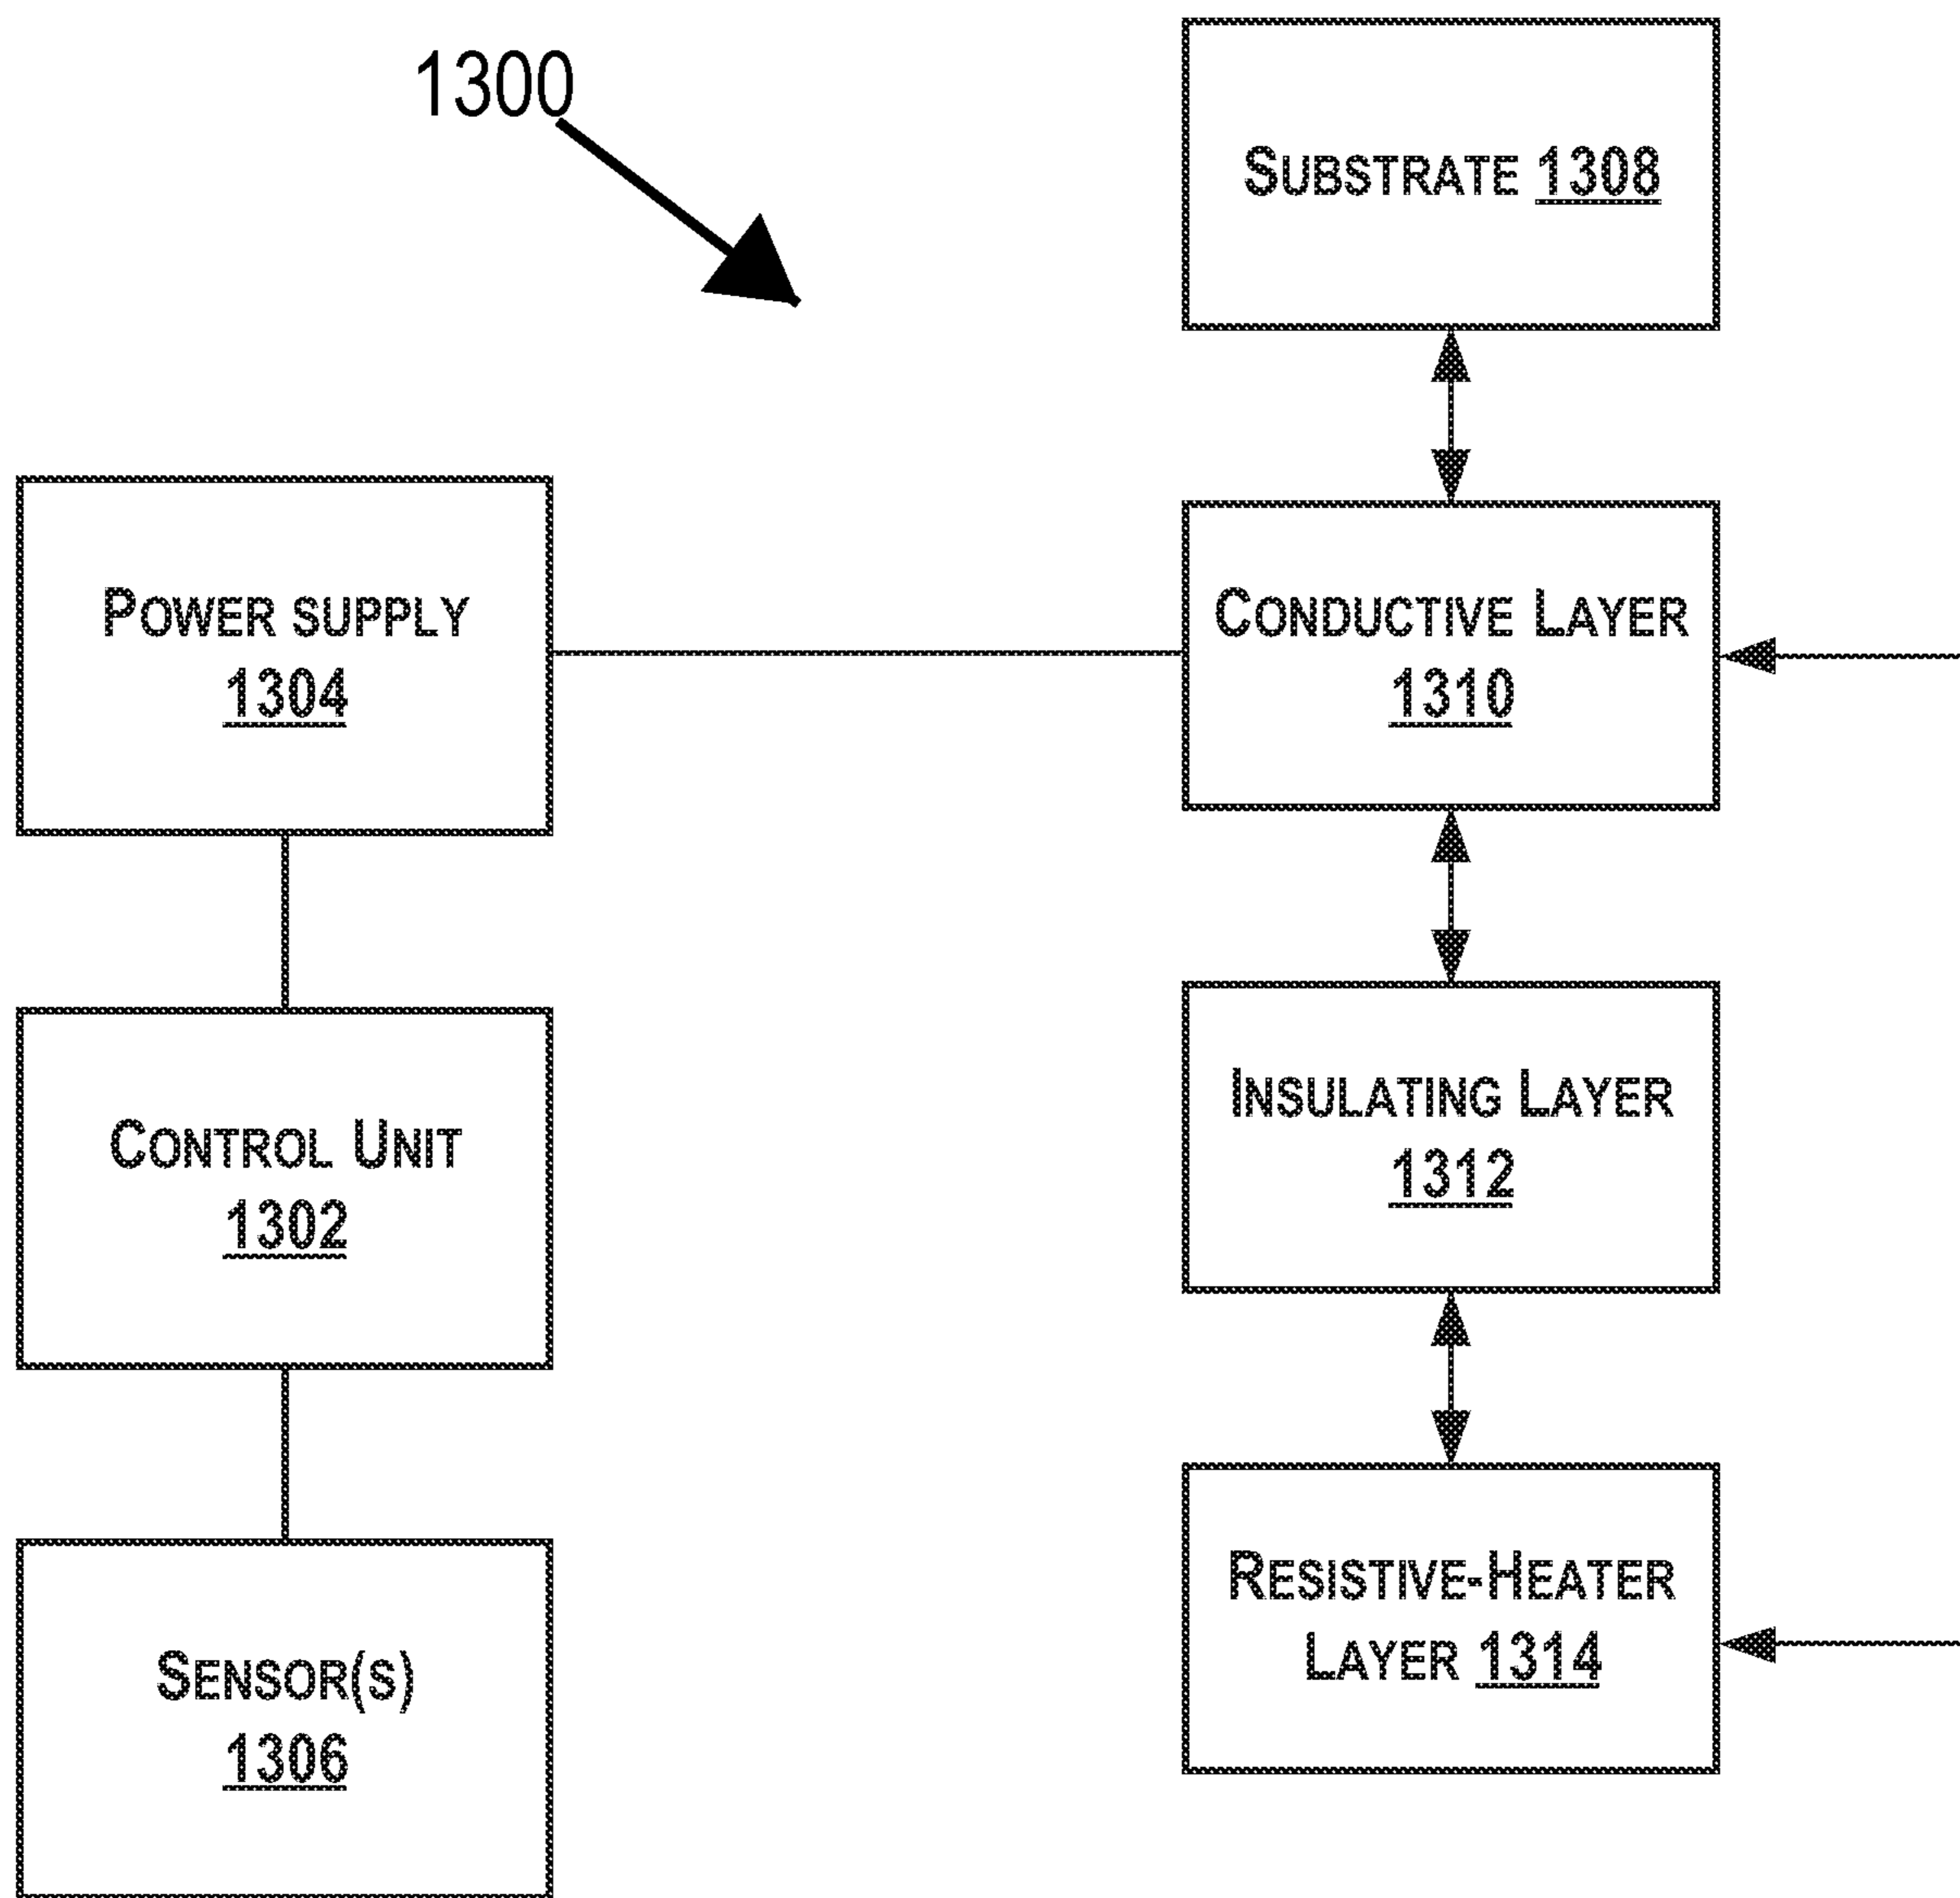 1300
SUBSTRATE 1308
POWER SUPPLY
1304
CONDUCTIVE LAYER
1310
CONTROL UNIT
1302
INSULATING LAYER
1312
SENSOR(S)
1306
RESISTIVE-HEATER
LAYER 1314